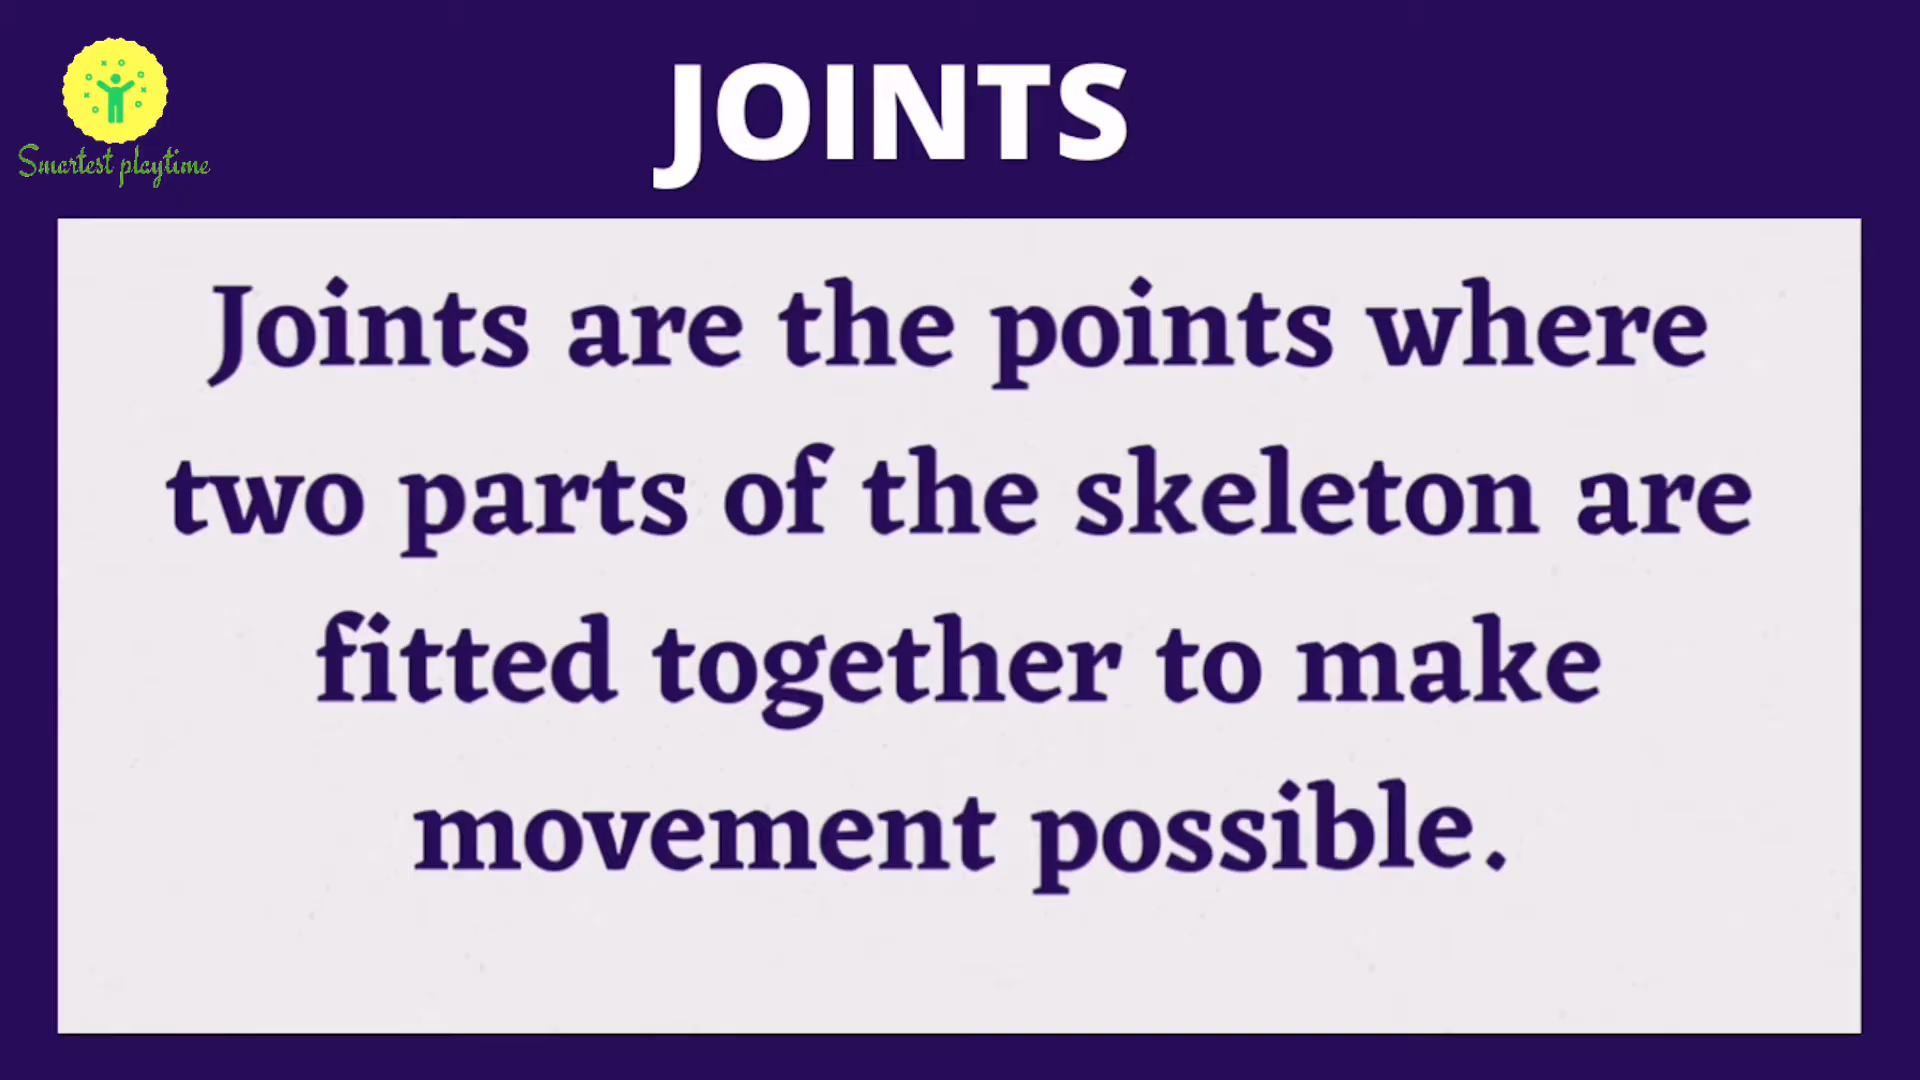 Smartest playtime
JOINTS
Joints are the points where
two parts of the skeleton are
fitted together to make
movement possible.